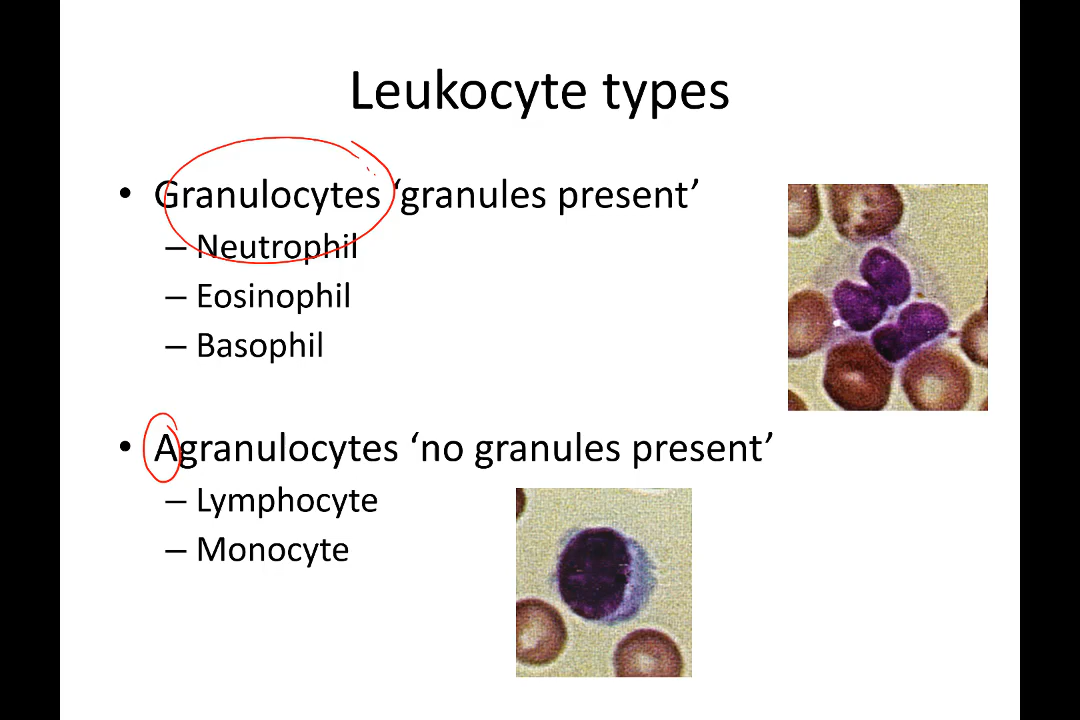 Leukocyte types
• Granulocytes ‘granules present’
– Neutrophil
– Eosinophil
– Basophil
• Agranulocytes ‘no granules present’
– Lymphocyte
– Monocyte